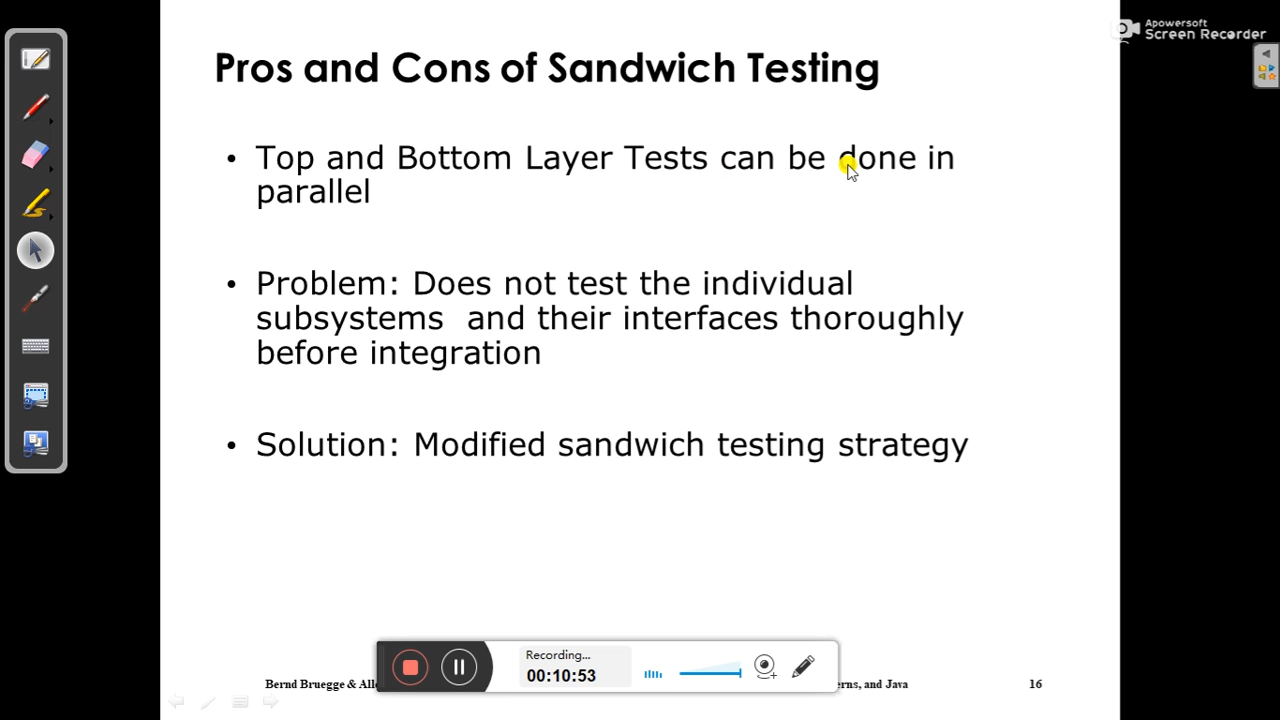 Apowersoft
Screen Recorder
Pros and Cons of Sandwich Testing
• Top and Bottom Layer Tests can be done in
parallel
• Problem: Does not test the individual
subsystems and their interfaces thoroughly
before integration
• Solution: Modified sandwich testing strategy
Recording...
00:10:53
Bernd Bruegge & All
erns, and Java
16